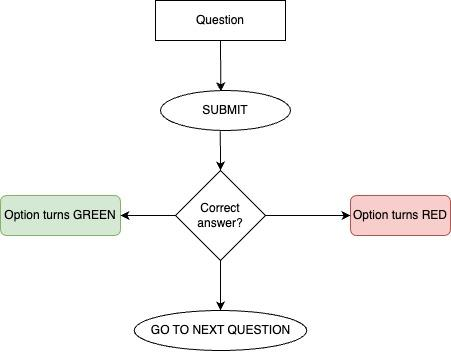 Question
SUBMIT
Correct
answer?
Option turns GREEN
Option turns RED
GO TO NEXT QUESTION